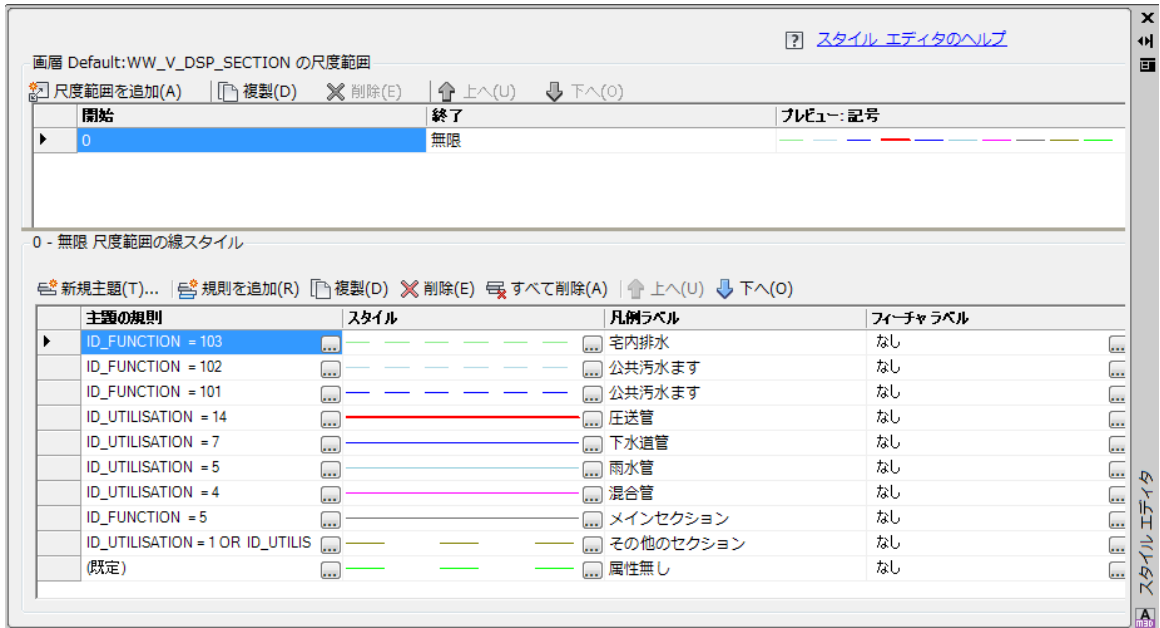 ? スタイル エディタのヘルプ
画層 Default:WW_V_DSP_SECTION の尺度範囲
尺度範囲を追加(A) 複製(D) 削除(E) 上へ(U) 下へ(O)
開始 終了 プレビュー: 記号
0 無限
0 - 無限 尺度範囲の線スタイル
新規主題(T)... 規則を追加(R) 複製(D) 削除(E) すべて削除(A) 上へ(U) 下へ(O)
主題の規則 スタイル 凡例ラベル フィーチャ ラベル
ID_FUNCTION = 103 ... ... 宅内排水 なし ...
ID_FUNCTION = 102 ... ... 公共汚水ます なし ...
ID_FUNCTION = 101 ... ... 公共汚水ます なし ...
ID_UTILISATION = 14 ... ... 圧送管 なし ...
ID_UTILISATION = 7 ... ... 下水道管 なし ...
ID_UTILISATION = 5 ... ... 雨水管 なし ...
ID_UTILISATION = 4 ... ... 混合管 なし ...
ID_FUNCTION = 5 ... ... メインセクション なし ...
ID_UTILISATION = 1 OR ID_UTILIS ... ... その他のセクション なし ...
(既定) ... ... 属性無し なし ...
スタイル エディタ